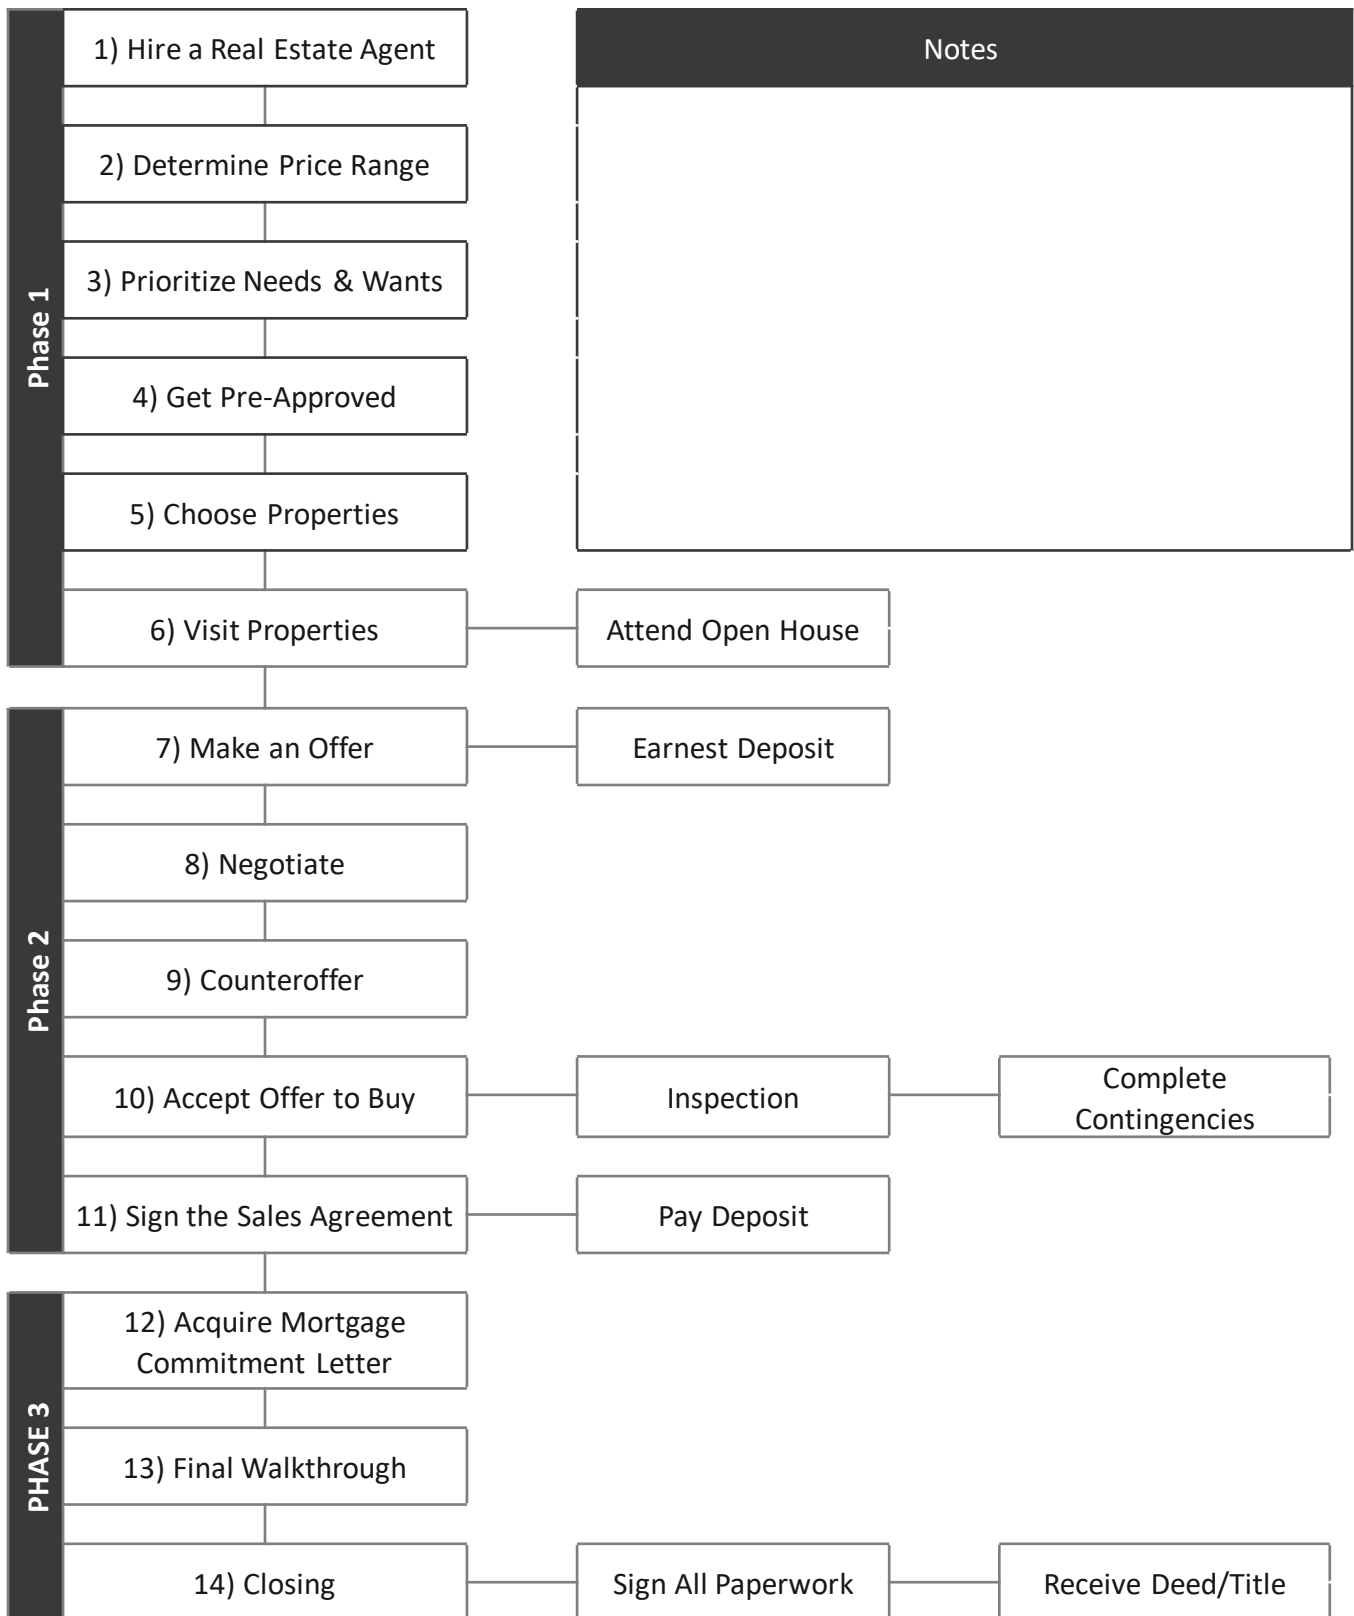 Phase 1
1) Hire a Real Estate Agent
Notes
2) Determine Price Range
3) Prioritize Needs & Wants
4) Get Pre-Approved
5) Choose Properties
6) Visit Properties
Attend Open House
Phase 2
7) Make an Offer
Earnest Deposit
8) Negotiate
9) Counteroffer
10) Accept Offer to Buy
Inspection
Complete
Contingencies
11) Sign the Sales Agreement
Pay Deposit
PHASE 3
12) Acquire Mortgage
Commitment Letter
13) Final Walkthrough
14) Closing
Sign All Paperwork
Receive Deed/Title